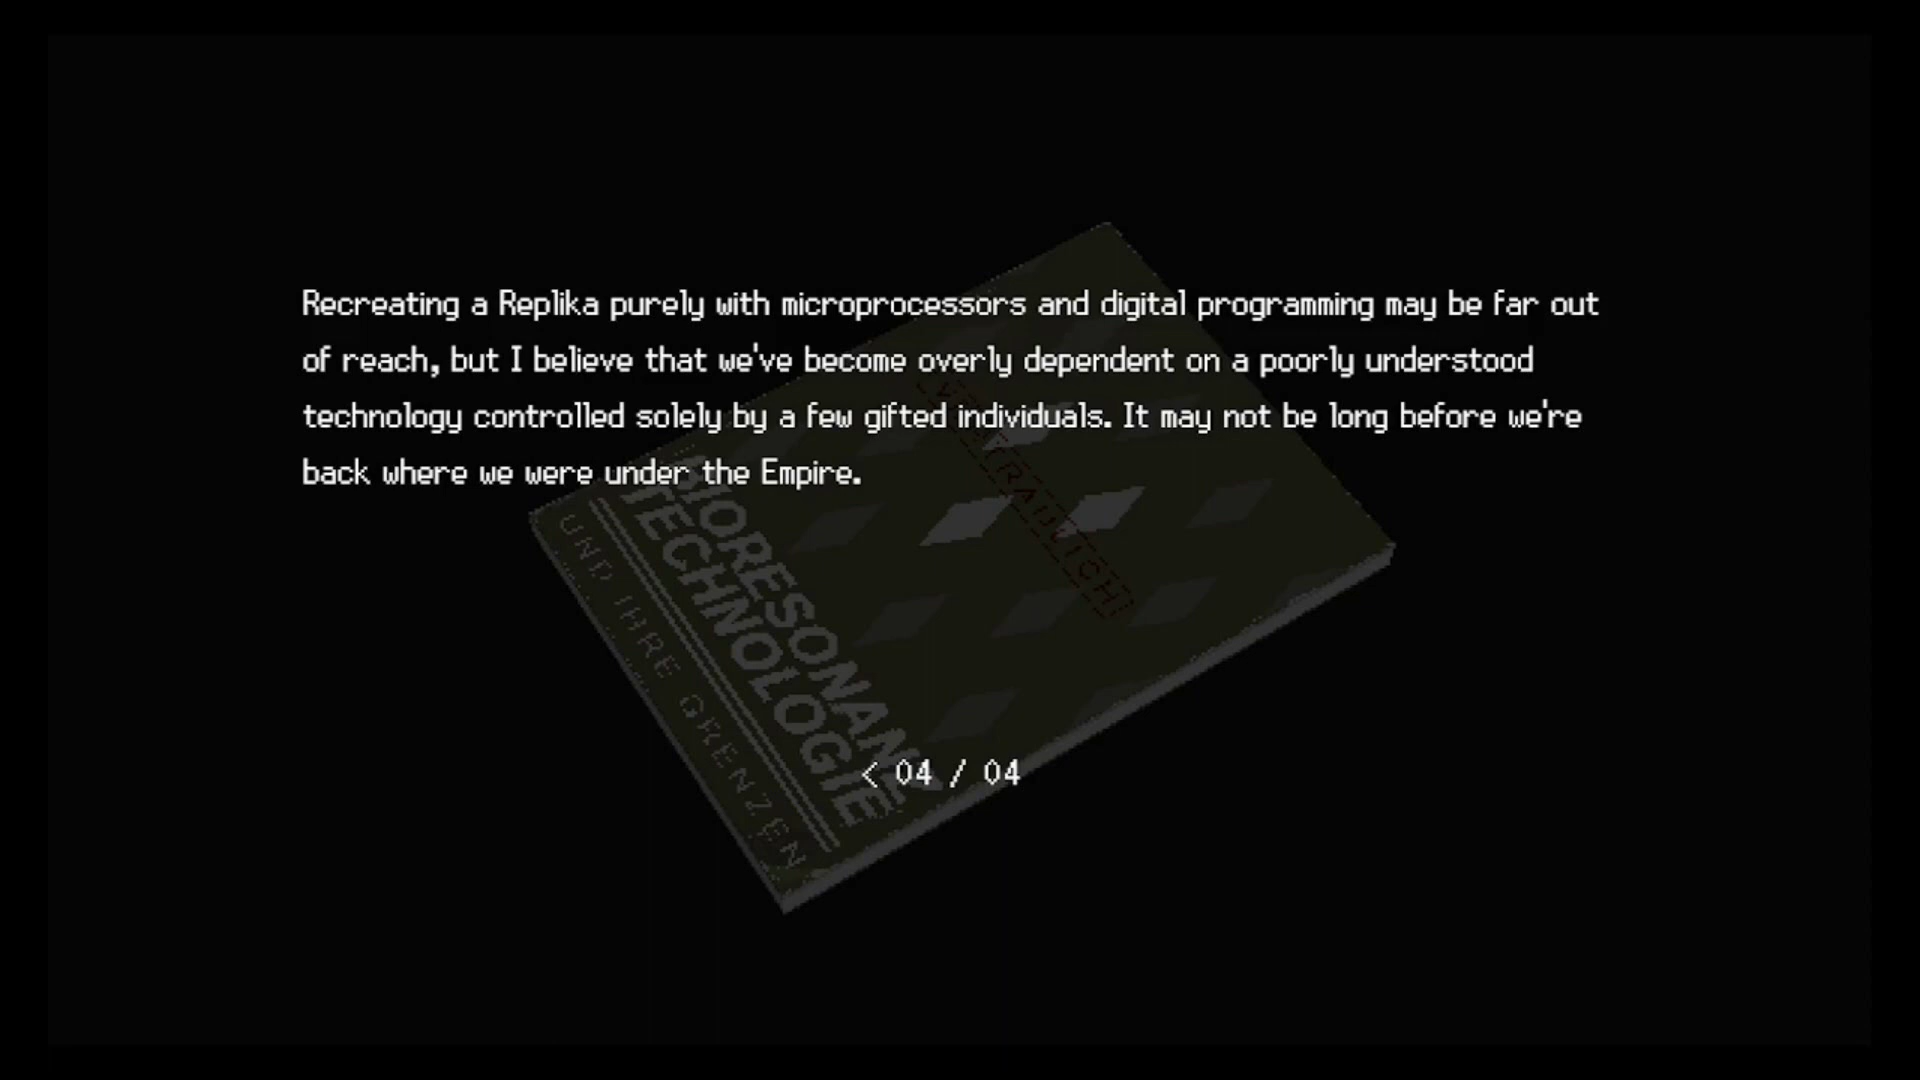 Recreating a Replika purely with microprocessors and digital programming may be far out
of reach, but I believe that we've become overly dependent on a poorly understood
technology controlled solely by a few gifted individuals. It may not be long before we're
back where we were under the Empire.
TECHNOLOGIE
UND IHRE GRENZEN
< 04 / 04